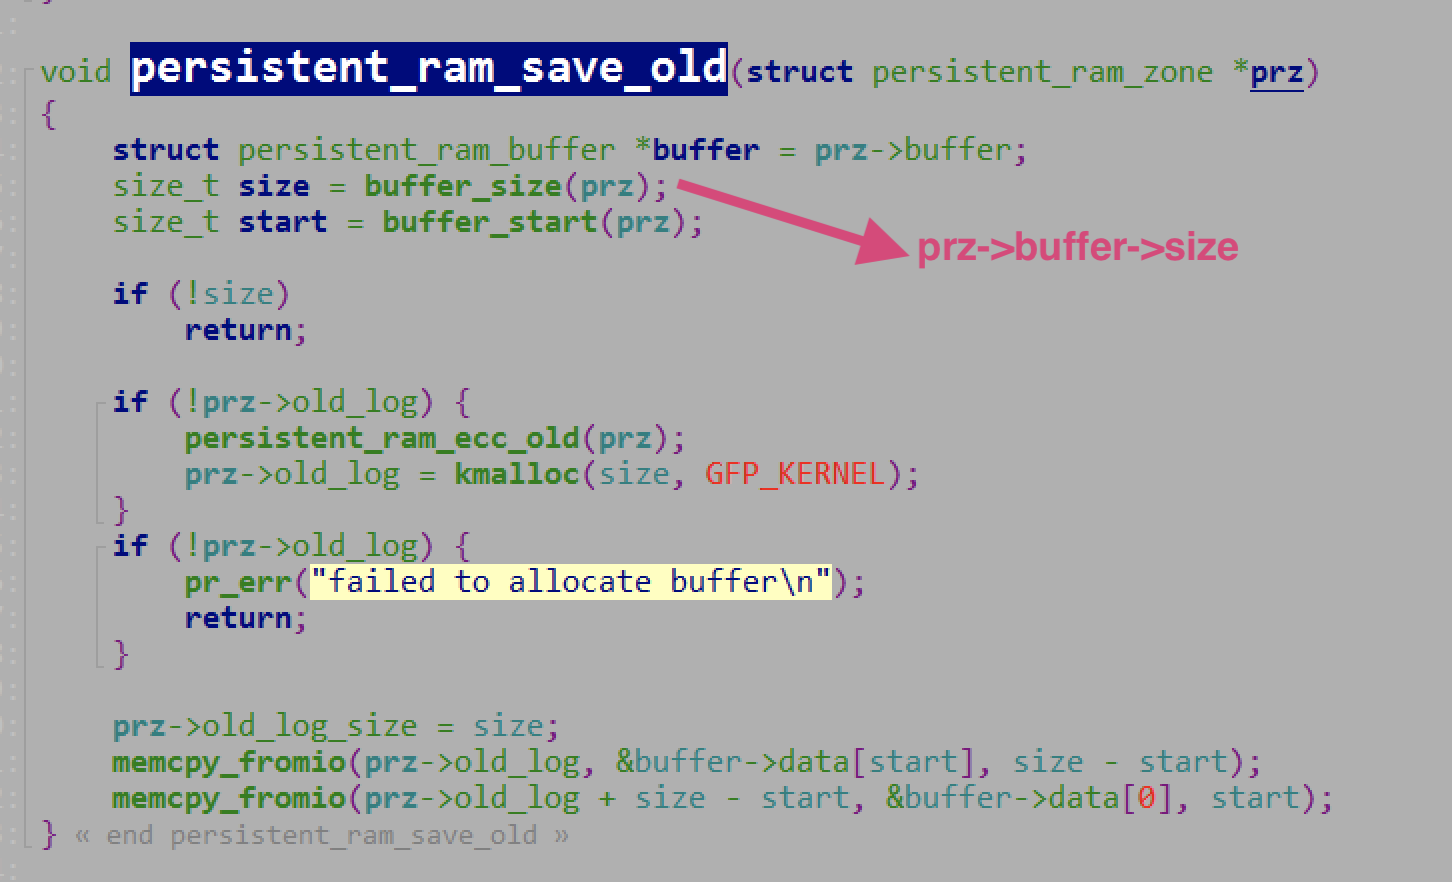 void persistent_ram_save_old(struct persistent_ram_zone *prz)
{
struct persistent_ram_buffer *buffer = prz->buffer;
size_t size = buffer_size(prz);
size_t start = buffer_start(prz);
prz->buffer->size
if (!size)
return;
if (!prz->old_log) {
persistent_ram_ecc_old(prz);
prz->old_log = kmalloc(size, GFP_KERNEL);
}
if (!prz->old_log) {
pr_err("failed to allocate buffer\n");
return;
}
prz->old_log_size = size;
memcpy_fromio(prz->old_log, &buffer->data[start], size - start);
memcpy_fromio(prz->old_log + size - start, &buffer->data[0], start);
} « end persistent_ram_save_old »